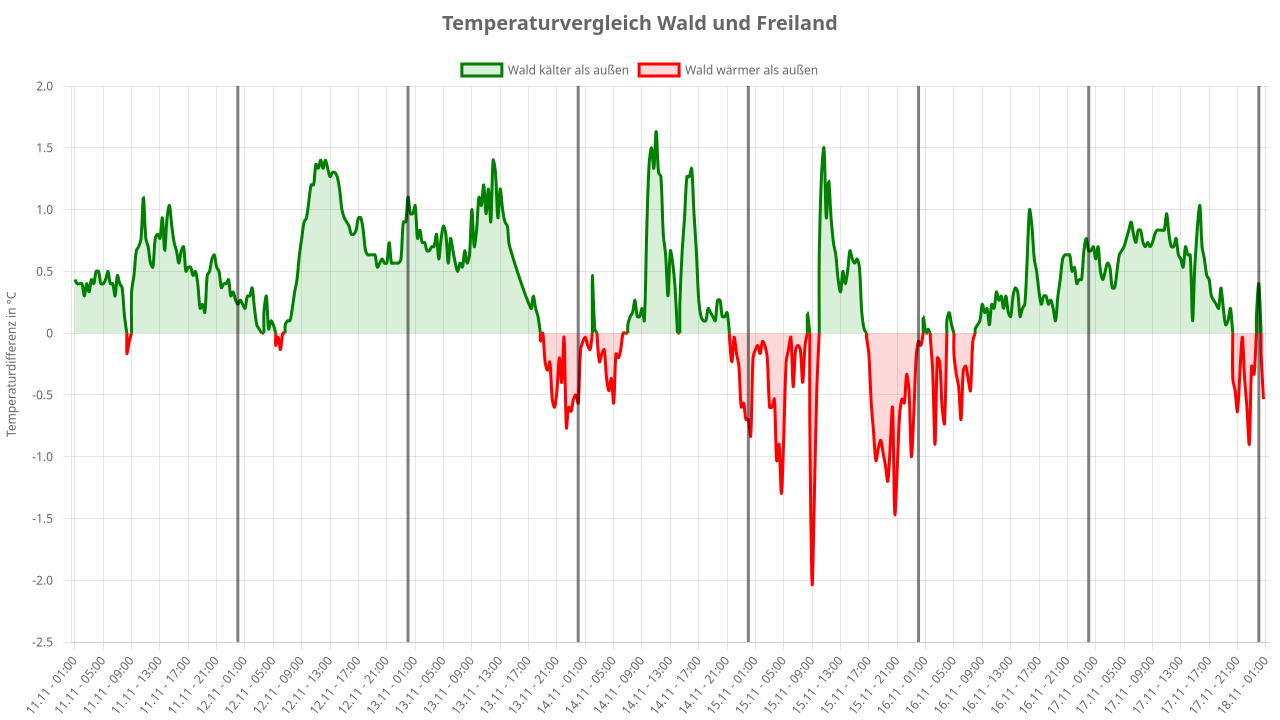 Temperaturvergleich Wald und Freiland
Wald kälter als außen
Wald wärmer als außen
Temperaturdifferenz in °C
2.0
1.5
1.0
0.5
0
-0.5
-1.0
-1.5
-2.0
-2.5
11.11 - 01:00
11.11 - 05:00
11.11 - 09:00
11.11 - 13:00
11.11 - 17:00
11.11 - 21:00
12.11 - 01:00
12.11 - 05:00
12.11 - 09:00
12.11 - 13:00
12.11 - 17:00
12.11 - 21:00
13.11 - 01:00
13.11 - 05:00
13.11 - 09:00
13.11 - 13:00
13.11 - 17:00
13.11 - 21:00
14.11 - 01:00
14.11 - 05:00
14.11 - 09:00
14.11 - 13:00
14.11 - 17:00
14.11 - 21:00
15.11 - 01:00
15.11 - 05:00
15.11 - 09:00
15.11 - 13:00
15.11 - 17:00
15.11 - 21:00
16.11 - 01:00
16.11 - 05:00
16.11 - 09:00
16.11 - 13:00
16.11 - 17:00
16.11 - 21:00
17.11 - 01:00
17.11 - 05:00
17.11 - 09:00
17.11 - 13:00
17.11 - 17:00
17.11 - 21:00
18.11 - 01:00